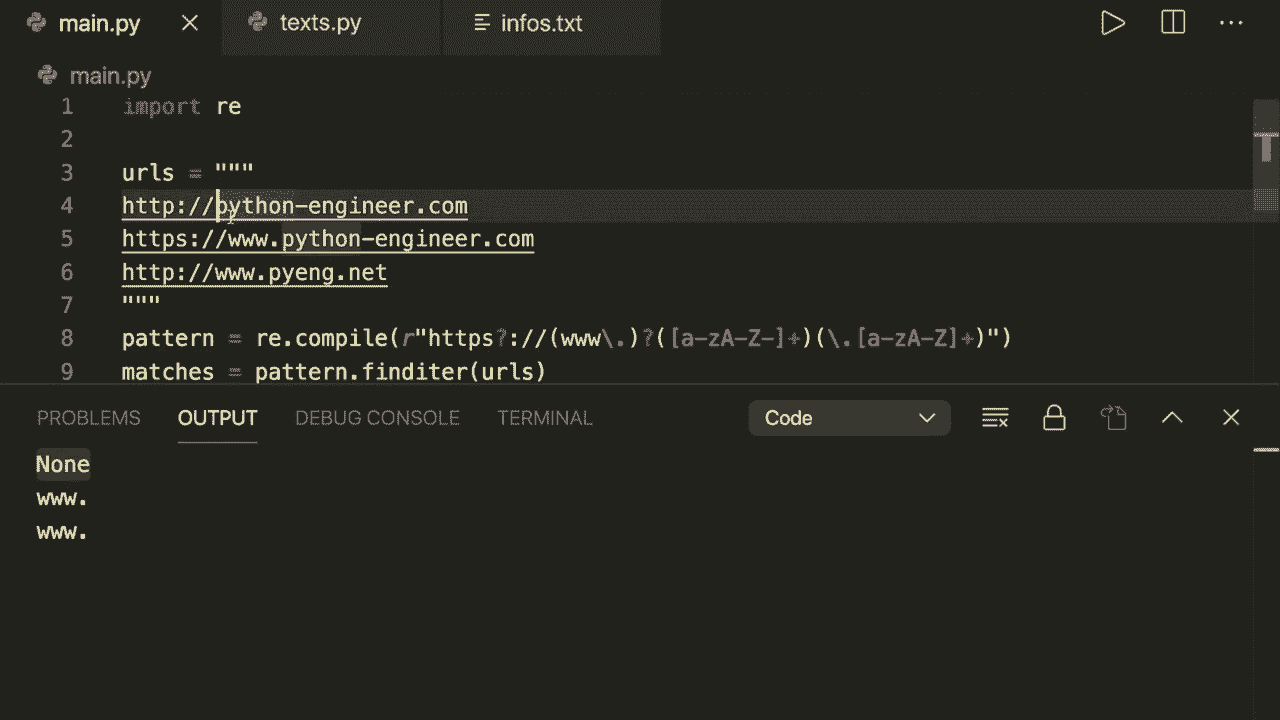 main.py texts.py infos.txt
main.py
1 import re
2
3 urls = """
4 http://python-engineer.com
5 https://www.python-engineer.com
6 http://www.pyeng.net
7 """
8 pattern = re.compile(r"https?://(www\.)?([a-zA-Z-]+)(\.[a-zA-Z]+)")
9 matches = pattern.finditer(urls)
PROBLEMS OUTPUT DEBUG CONSOLE TERMINAL Code
None
www.
www.